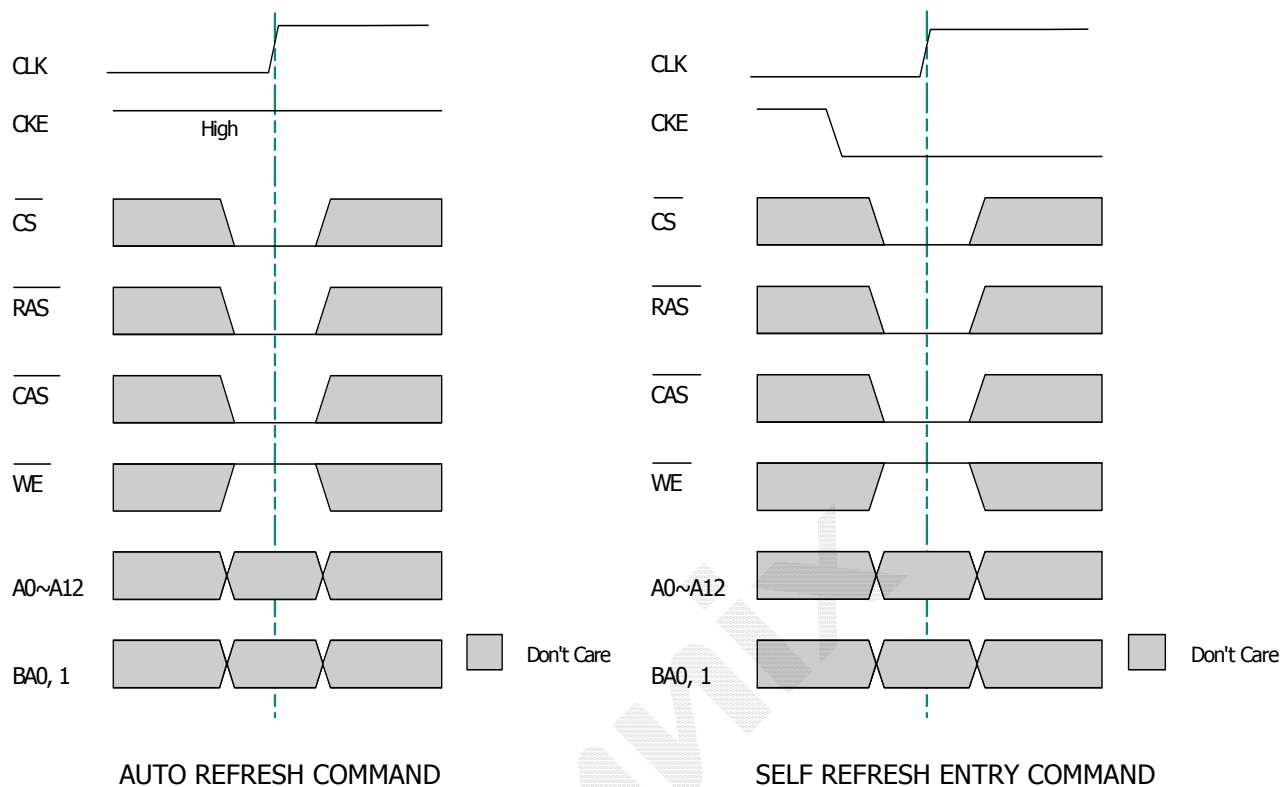 CLK
CKE
High
CS
RAS
CAS
WE
A0~A12
BA0, 1
Don't Care
AUTO REFRESH COMMAND
CLK
CKE
CS
RAS
CAS
WE
A0~A12
BA0, 1
Don't Care
SELF REFRESH ENTRY COMMAND